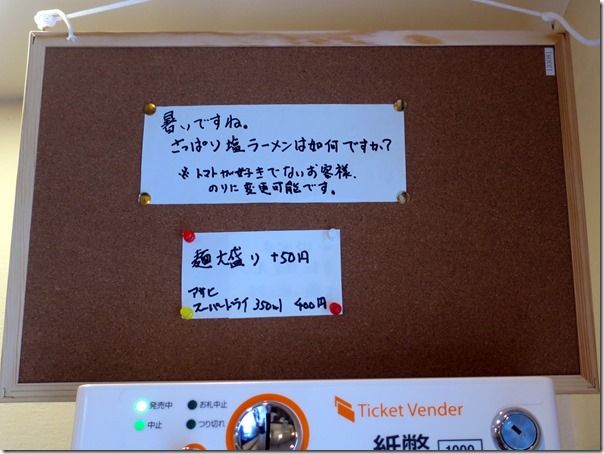 暑いですね。
さっぱり塩ラーメンは如何ですか?
※トマトが好きでないお客様、
のりに変更可能です。
麺大盛り +50円
アサヒ
スーパードライ 350ml 400円
発売中 お札中止
中止 つり切れ
Ticket Vender
紙幣 1000